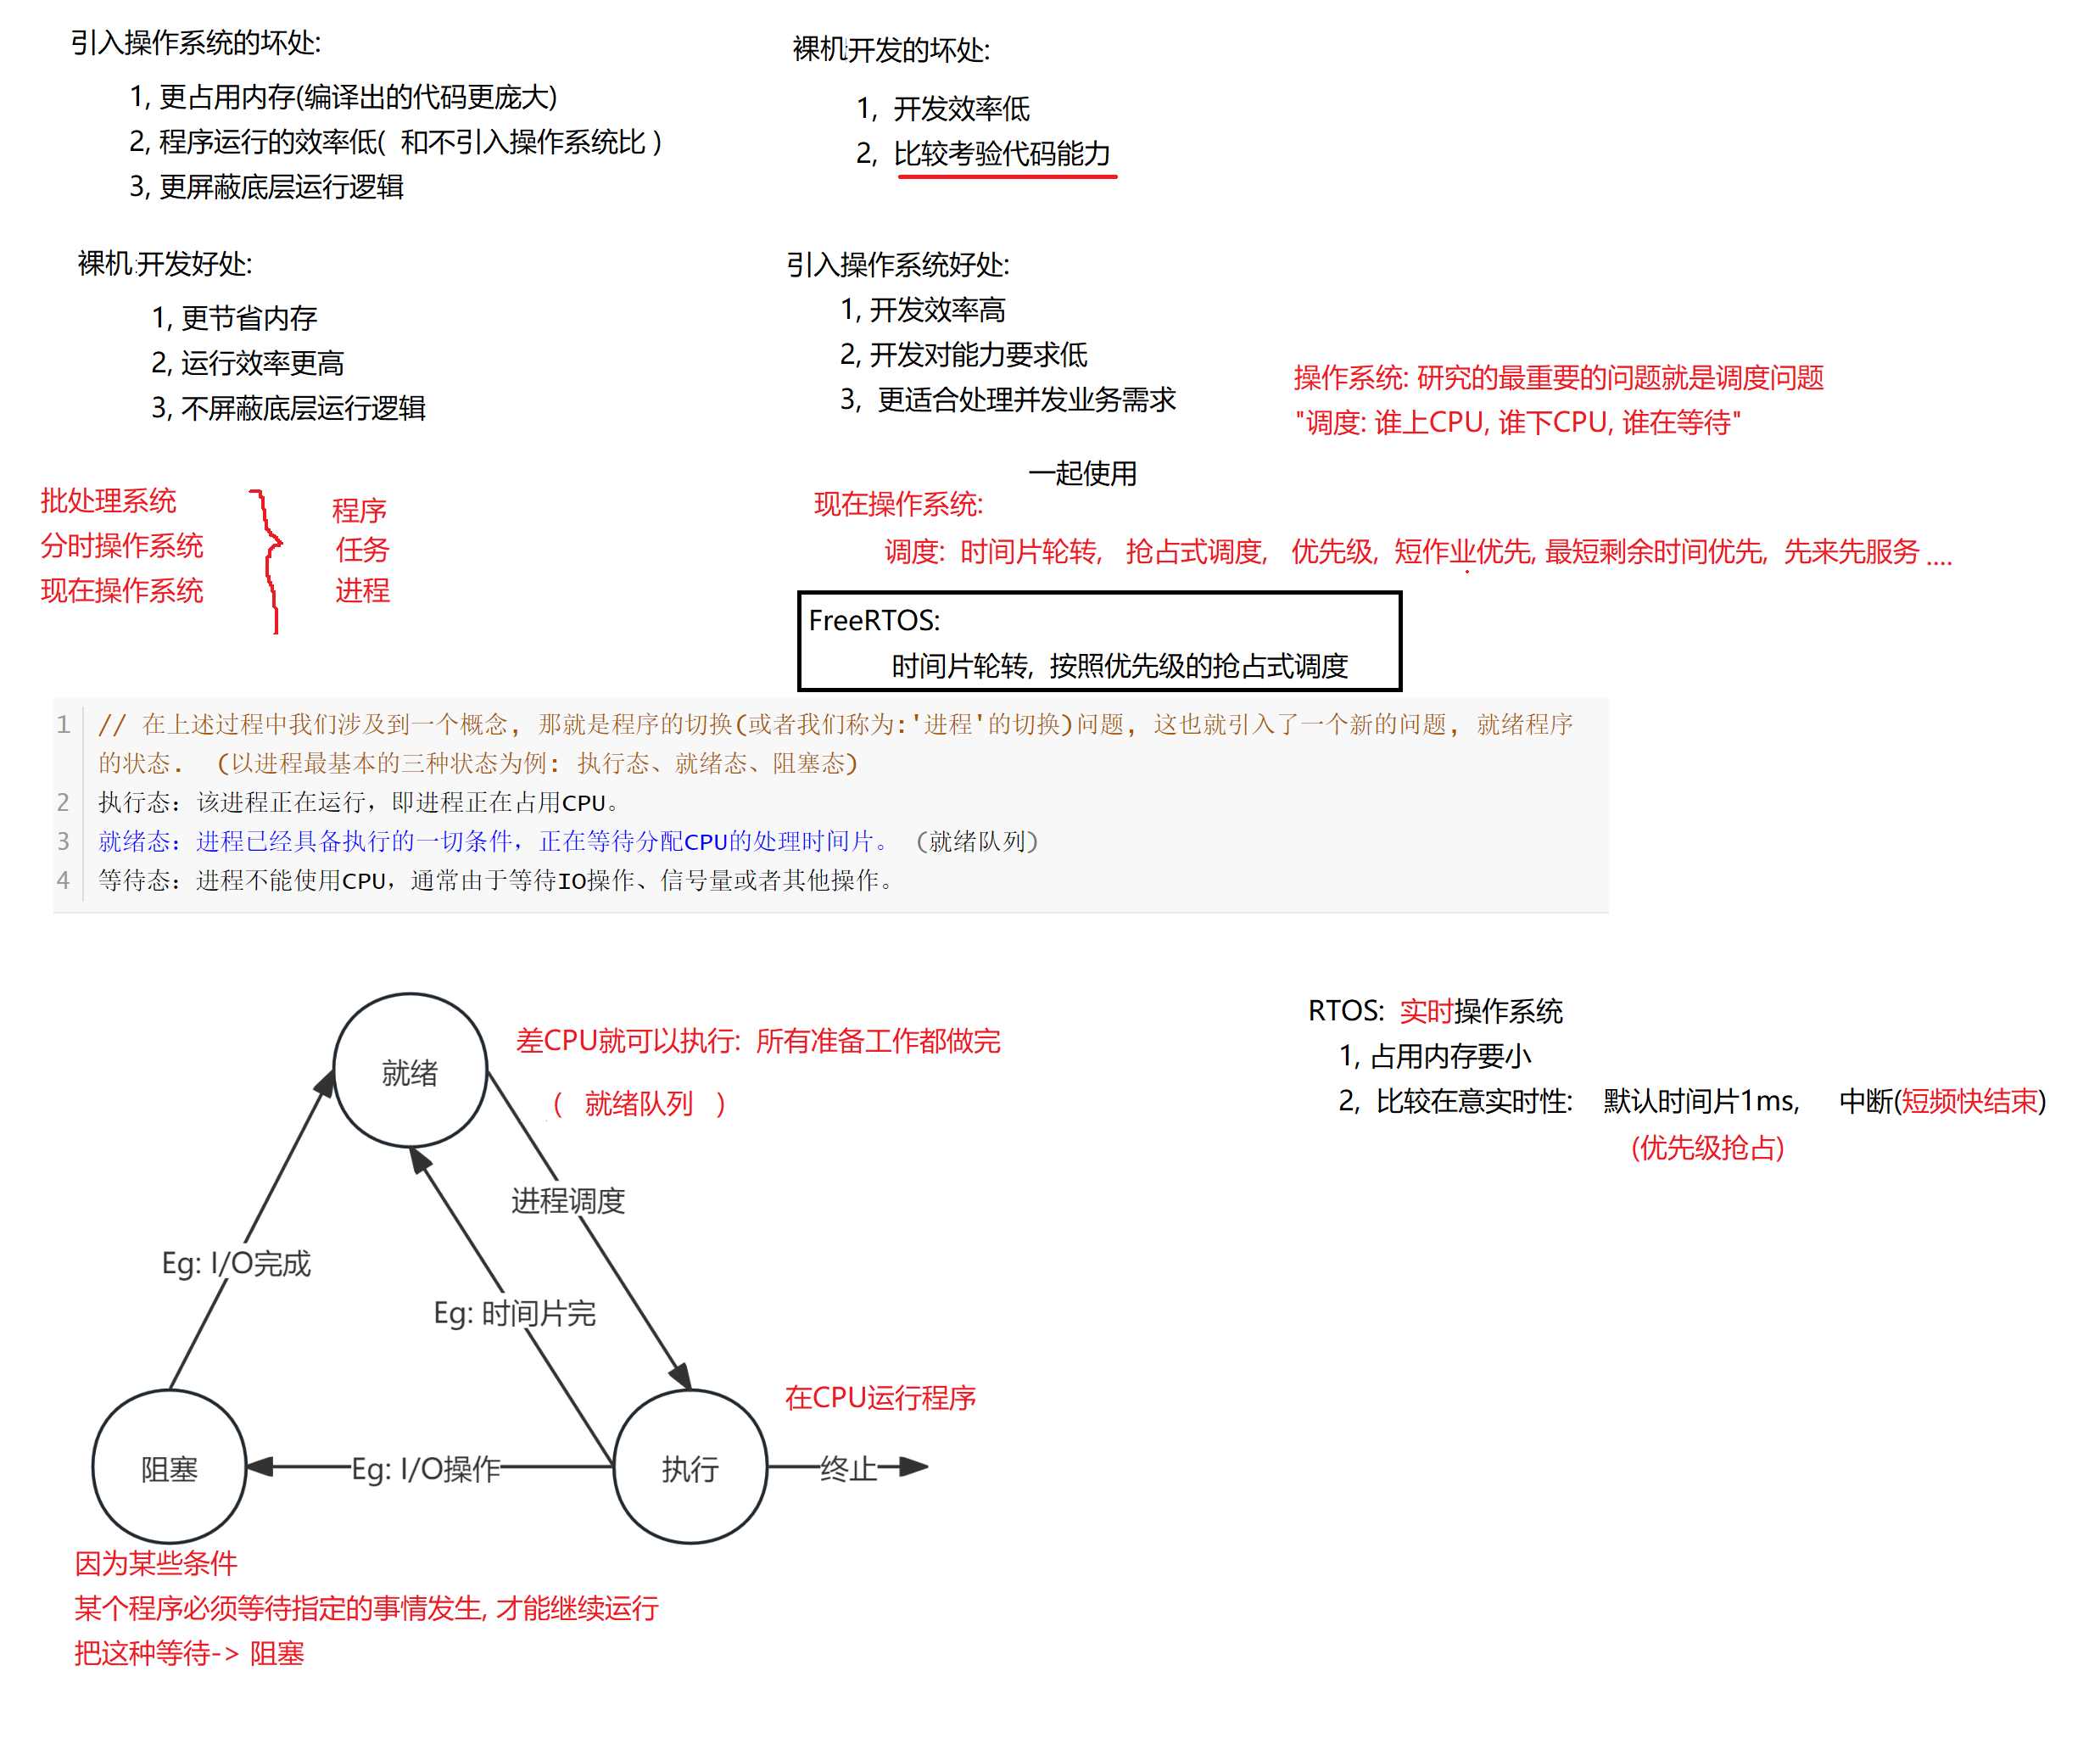 引入操作系统的坏处:
1, 更占用内存(编译出的代码更庞大)
2, 程序运行的效率低( 和不引入操作系统比 )
3, 更屏蔽底层运行逻辑
裸机开发的坏处:
1, 开发效率低
2, 比较考验代码能力
裸机开发好处:
1, 更节省内存
2, 运行效率更高
3, 不屏蔽底层运行逻辑
引入操作系统好处:
1, 开发效率高
2, 开发对能力要求低
3, 更适合处理并发业务需求
操作系统: 研究的最重要的问题就是调度问题
"调度: 谁上CPU, 谁下CPU, 谁在等待"
批处理系统
分时操作系统
现在操作系统
程序
任务
进程
一起使用
现在操作系统:
调度: 时间片轮转, 抢占式调度, 优先级, 短作业优先, 最短剩余时间优先, 先来先服务 ....
FreeRTOS:
时间片轮转, 按照优先级的抢占式调度
1 // 在上述过程中我们涉及到一个概念, 那就是程序的切换(或者我们称为:'进程'的切换)问题, 这也就引入了一个新的问题, 就绪程序
的状态. (以进程最基本的三种状态为例: 执行态、就绪态、阻塞态)
2 执行态: 该进程正在运行, 即进程正在占用CPU。
3 就绪态: 进程已经具备执行的一切条件, 正在等待分配CPU的处理时间片。 (就绪队列)
4 等待态: 进程不能使用CPU, 通常由于等待IO操作、信号量或者其他操作。
就绪
差CPU就可以执行: 所有准备工作都做完
( 就绪队列 )
进程调度
Eg: I/O完成
Eg: 时间片完
在CPU运行程序
阻塞
Eg: I/O操作
执行
终止
因为某些条件
某个程序必须等待指定的事情发生, 才能继续运行
把这种等待-> 阻塞
RTOS: 实时操作系统
1, 占用内存要小
2, 比较在意实时性: 默认时间片1ms, 中断(短频快结束)
(优先级抢占)